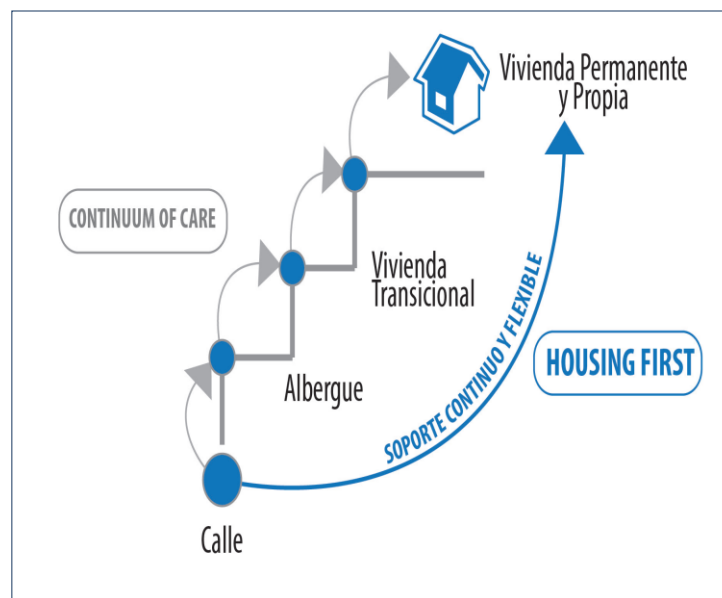 Vivienda Permanente
y Propia
CONTINUUM OF CARE
Vivienda
Transicional
Albergue
Calle
SOPORTE CONTINUO Y FLEXIBLE
HOUSING FIRST